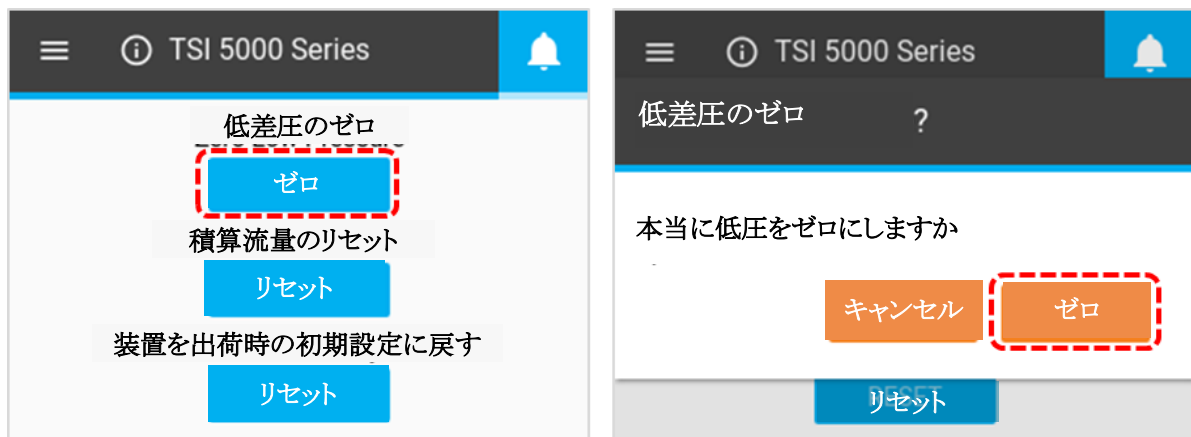 TSI 5000 Series
低差圧のゼロ
ゼロ
積算流量のリセット
リセット
装置を出荷時の初期設定に戻す
リセット
TSI 5000 Series
低差圧のゼロ ?
本当に低圧をゼロにしますか
キャンセル ゼロ
リセット